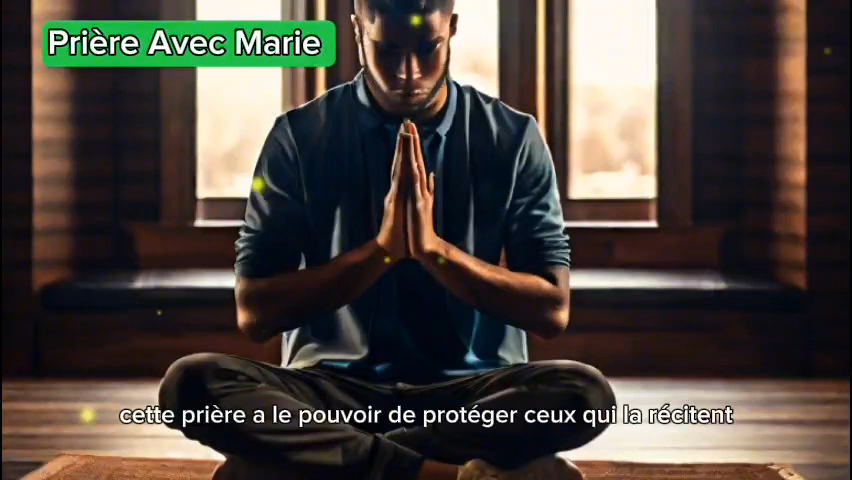 Prière Avec Marie
cette prière a le pouvoir de protéger ceux qui la récitent